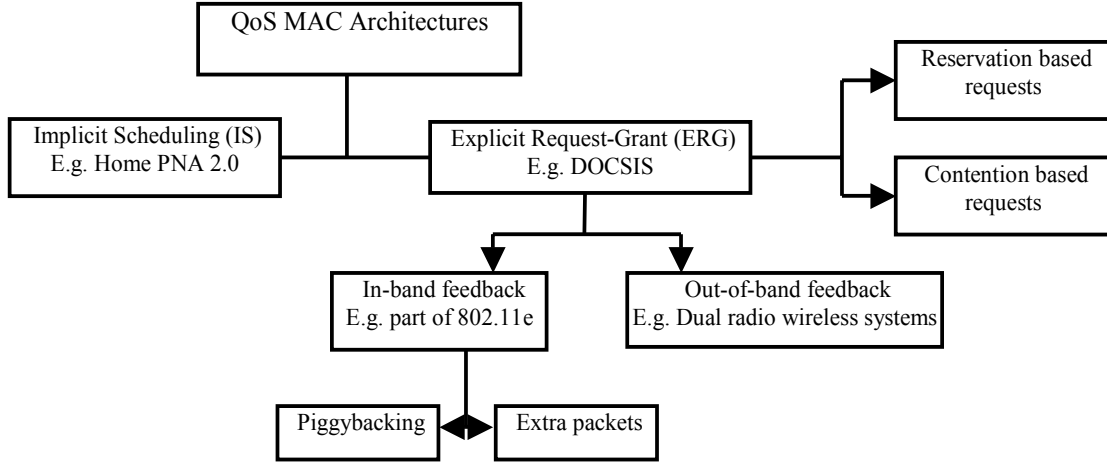 QoS MAC Architectures
Reservation based
requests
Implicit Scheduling (IS)
E.g. Home PNA 2.0
Explicit Request-Grant (ERG)
E.g. DOCSIS
Contention based
requests
In-band feedback
E.g. part of 802.11e
Out-of-band feedback
E.g. Dual radio wireless systems
Piggybacking
Extra packets